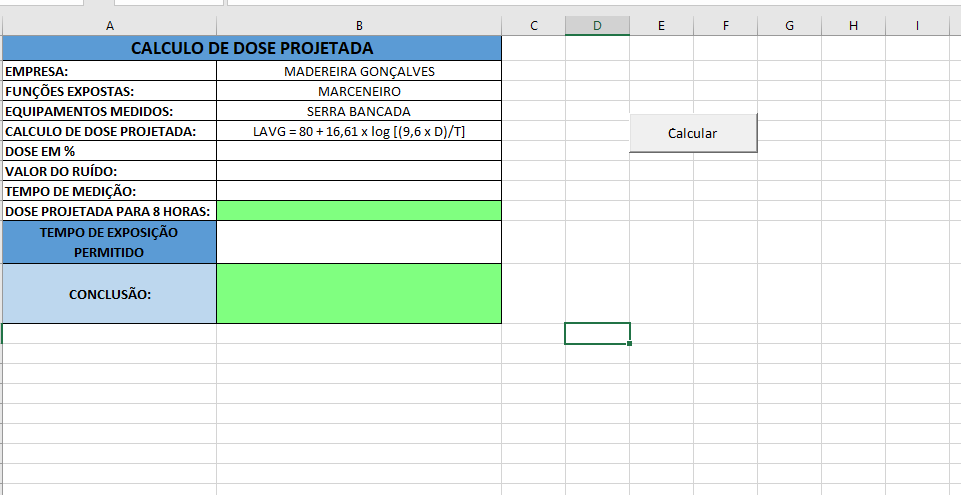 A B C D E F G H I
CALCULO DE DOSE PROJETADA
EMPRESA: MADEREIRA GONÇALVES
FUNÇÕES EXPOSTAS: MARCENEIRO
EQUIPAMENTOS MEDIDOS: SERRA BANCADA
CALCULO DE DOSE PROJETADA: LAVG = 80 + 16,61 x log [(9,6 x D)/T]
Calcular
DOSE EM %
VALOR DO RUÍDO:
TEMPO DE MEDIÇÃO:
DOSE PROJETADA PARA 8 HORAS:
TEMPO DE EXPOSIÇÃO
PERMITIDO
CONCLUSÃO: